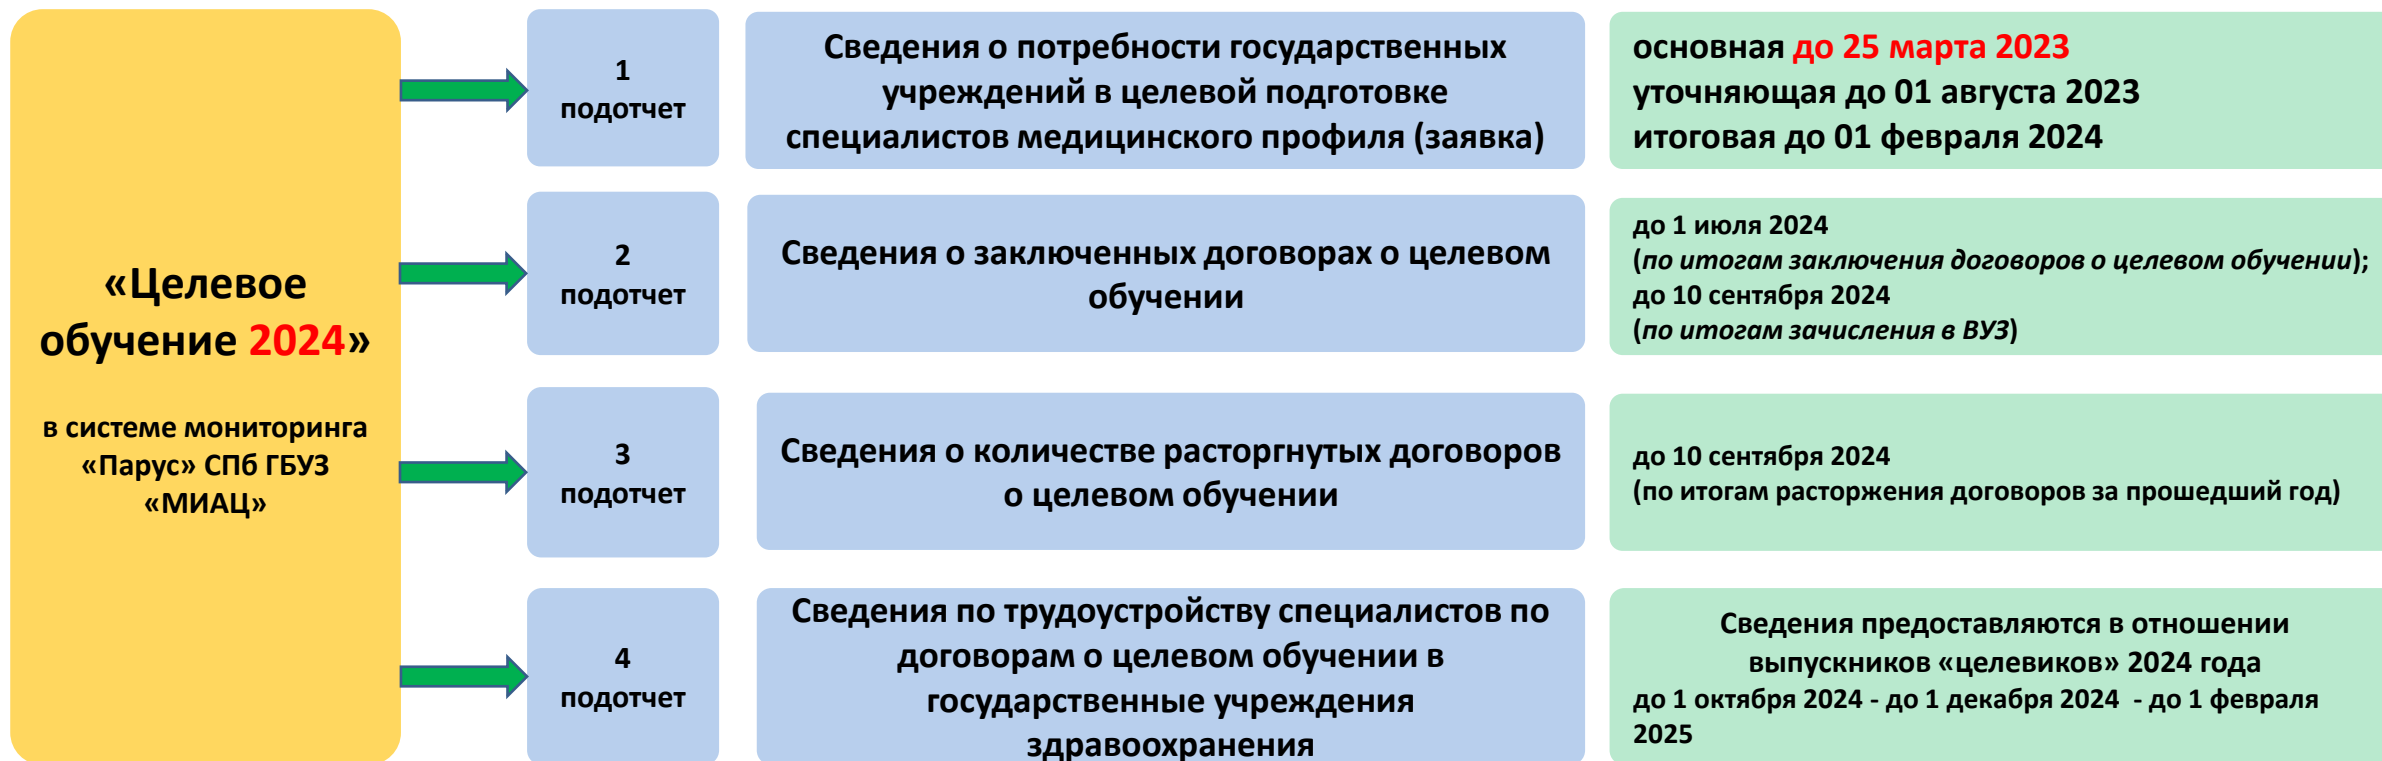 «Целевое
обучение 2024»
в системе мониторинга
«Парус» СПб ГБУЗ
«МИАЦ»
1
подотчет
Сведения о потребности государственных
учреждений в целевой подготовке
специалистов медицинского профиля (заявка)
основная до 25 марта 2023
уточняющая до 01 августа 2023
итоговая до 01 февраля 2024
2
подотчет
Сведения о заключенных договорах о целевом
обучении
до 1 июля 2024
(по итогам заключения договоров о целевом обучении);
до 10 сентября 2024
(по итогам зачисления в ВУЗ)
3
подотчет
Сведения о количестве расторгнутых договоров
о целевом обучении
до 10 сентября 2024
(по итогам расторжения договоров за прошедший год)
4
подотчет
Сведения по трудоустройству специалистов по
договорам о целевом обучении в
государственные учреждения
здравоохранения
Сведения предоставляются в отношении
выпускников «целевиков» 2024 года
до 1 октября 2024 - до 1 декабря 2024 - до 1 февраля
2025